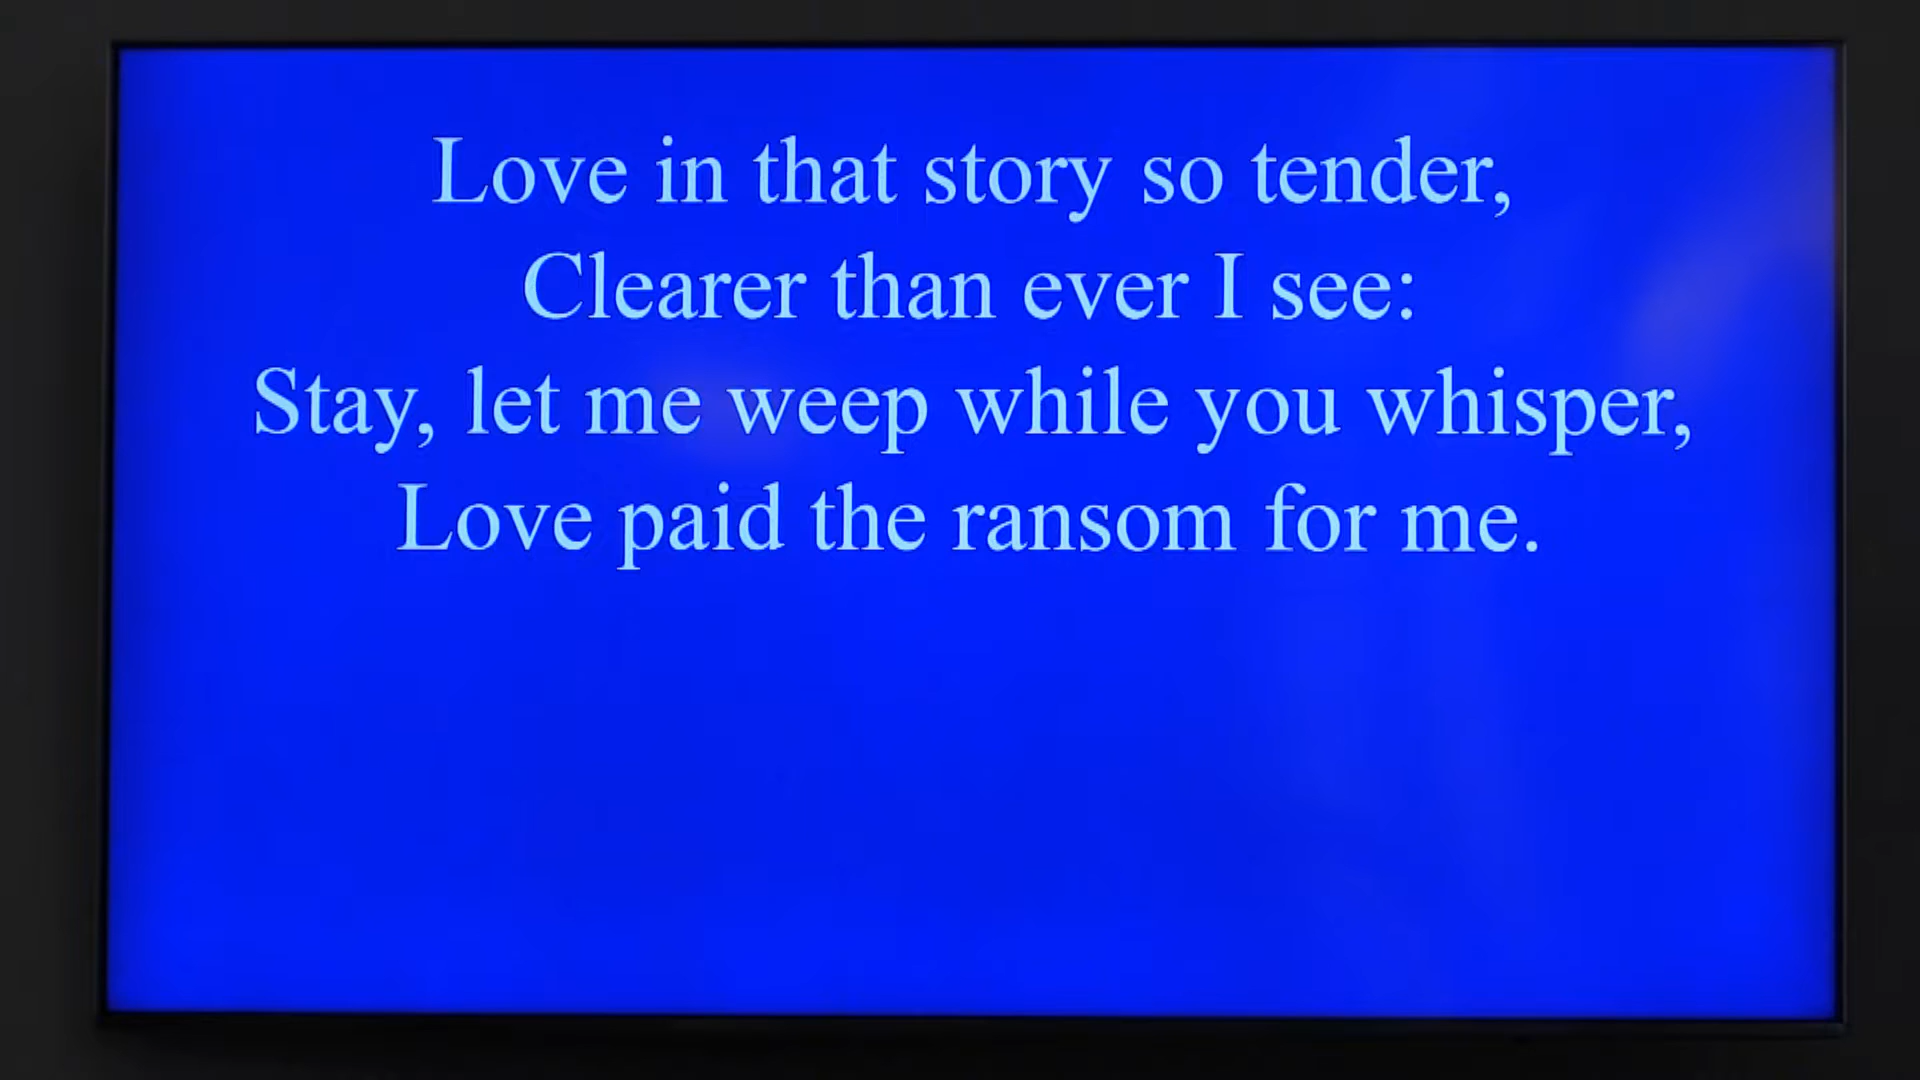 Love in that story so tender,
Clearer than ever I see:
Stay, let me weep while you whisper,
Love paid the ransom for me.